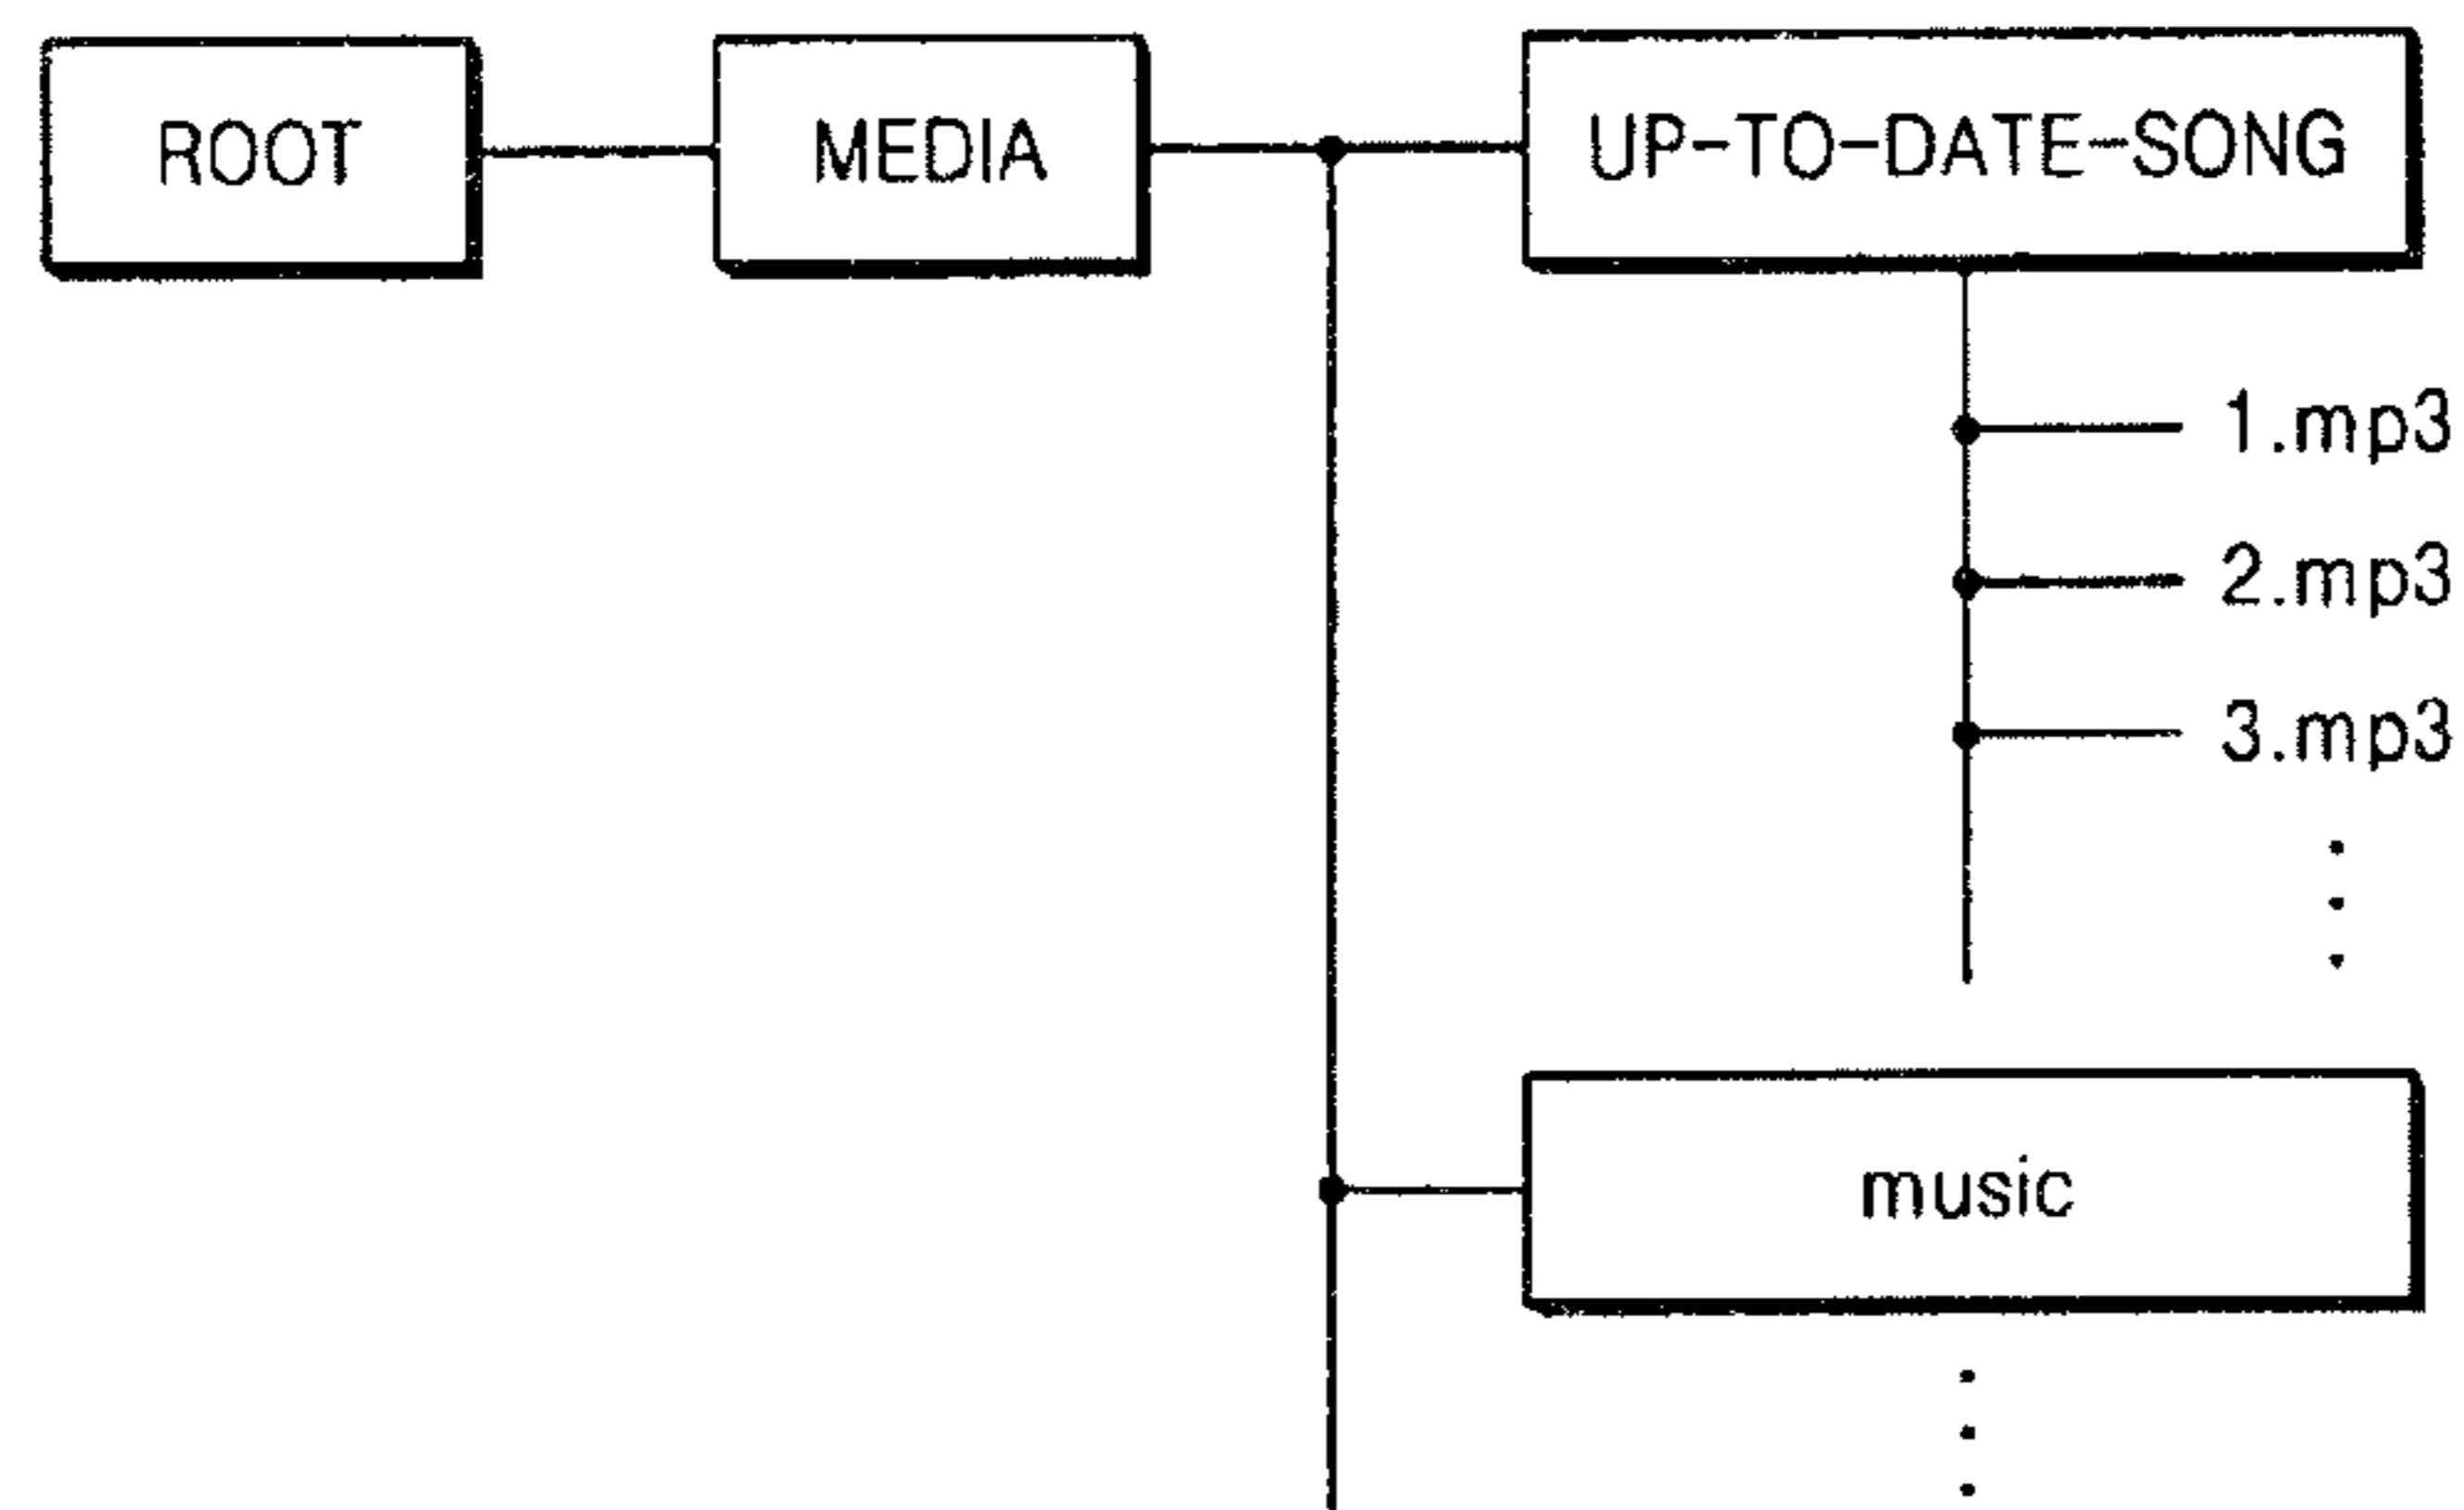 ROOT
MEDIA
UP-TO-DATE-SONG
1.mp3
2.mp3
3.mp3
music